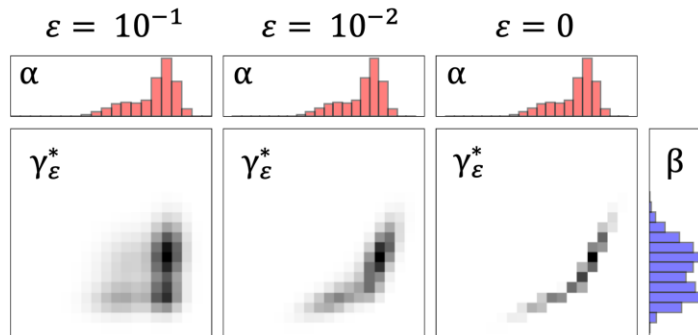 ε = 10⁻¹ ε = 10⁻² ε = 0
α α α
γ*ε γ*ε γ*ε β